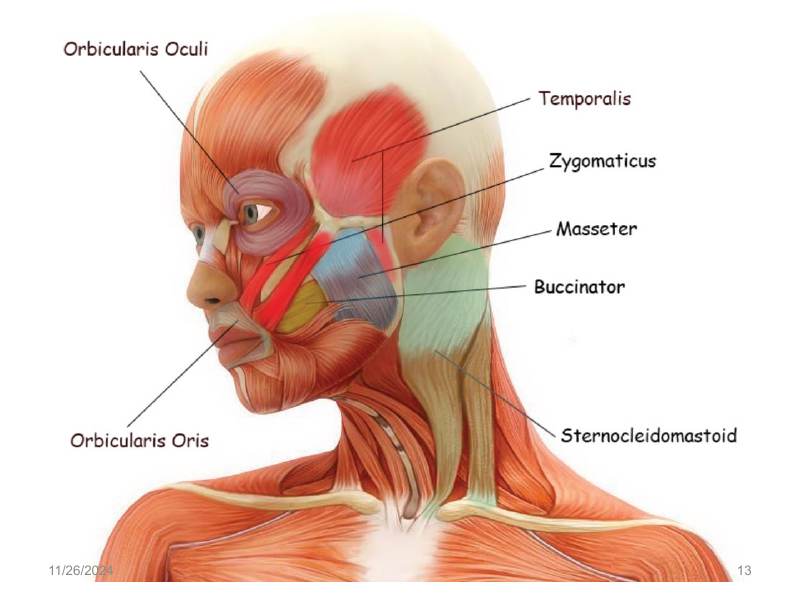 Orbicularis Oculi
Temporalis
Zygomaticus
Masseter
Buccinator
Sternocleidomastoid
Orbicularis Oris
11/26/2024
13